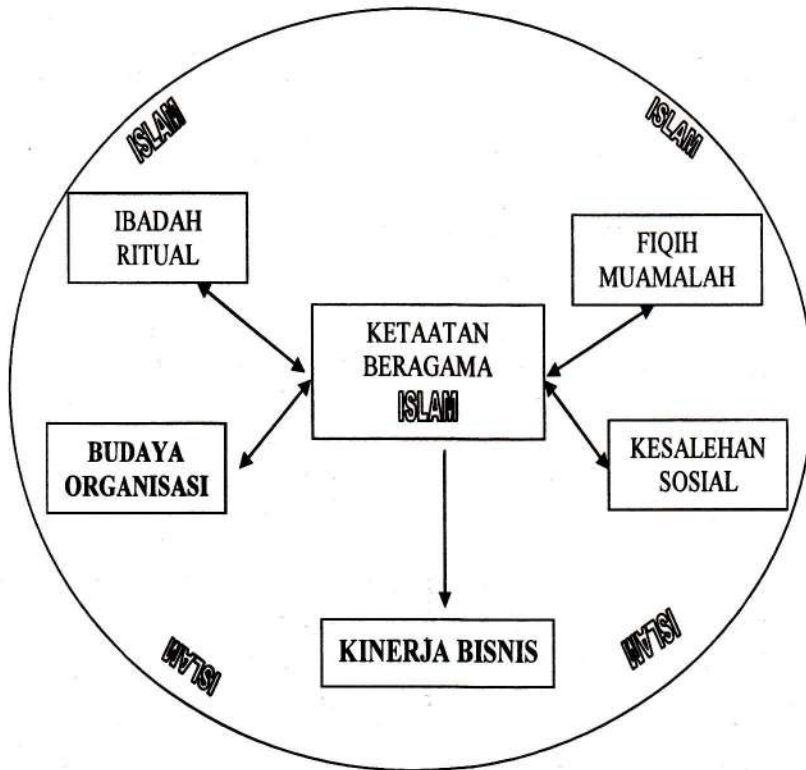 ISLAM
ISLAM
IBADAH
RITUAL
FIQIH
MUAMALAH
KETAATAN
BERAGAMA
ISLAM
BUDAYA
ORGANISASI
KESALEHAN
SOSIAL
KINERJA BISNIS
ISLAM
ISLAM